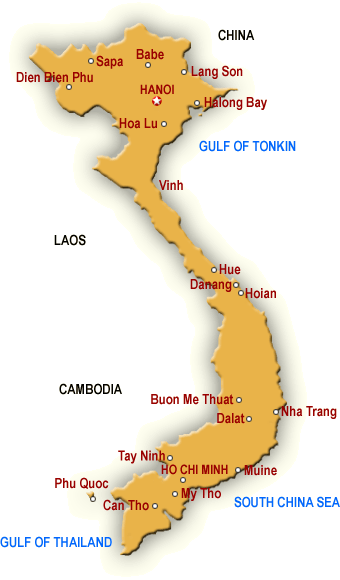 CHINA
Babe
Sapa
Lang Son
Dien Bien Phu
HANOI
Halong Bay
Hoa Lu
GULF OF TONKIN
Vinh
LAOS
Hue
Danang
Hoian
CAMBODIA
Buon Me Thuat
Nha Trang
Dalat
Tay Ninh
HO CHI MINH
Muine
Phu Quoc
My Tho
SOUTH CHINA SEA
Can Tho
GULF OF THAILAND